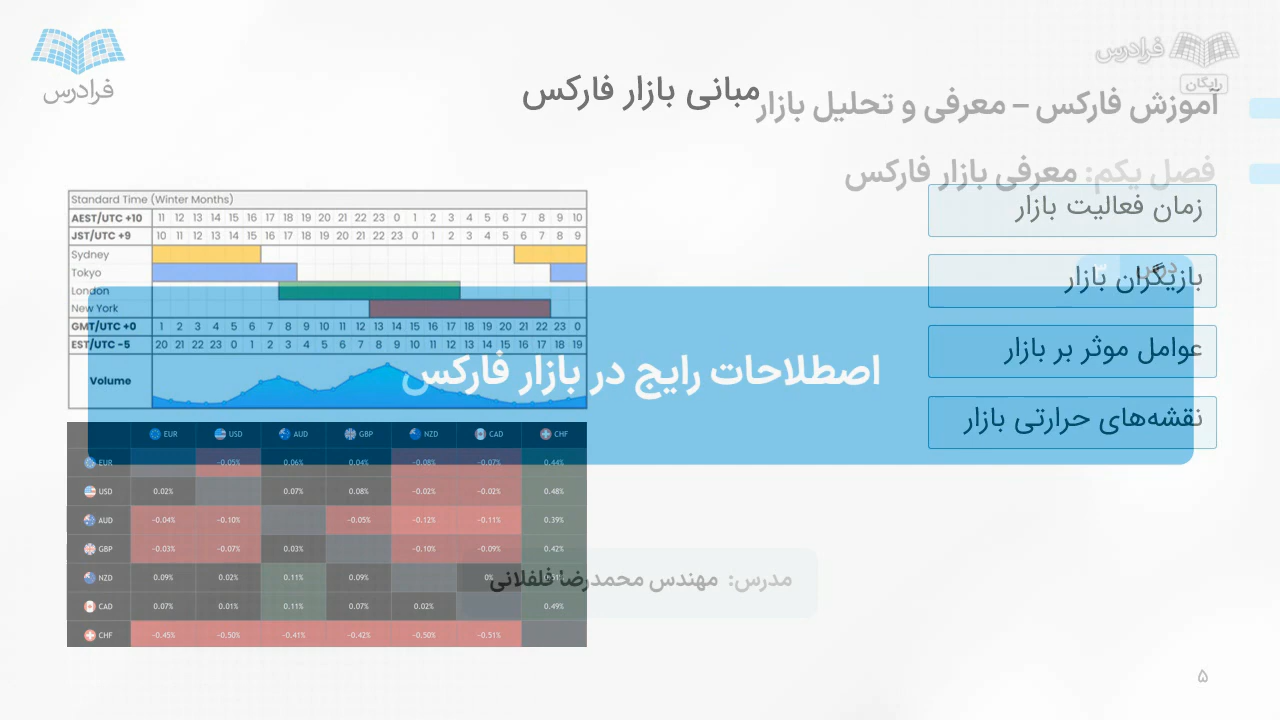 فرادرس
فرادرس
رایگان
مبانی بازار فارکس
آموزش فارکس – معرفی و تحلیل بازار
فصل یکم: معرفی بازار فارکس
زمان فعالیت بازار
درس ۳
بازیگران بازار
عوامل موثر بر بازار
نقشه‌های حرارتی بازار
اصطلاحات رایج در بازار فارکس
مدرس: مهندس محمدرضا فلفلانی
Standard Time (Winter Months)
AEST/UTC +10 11 12 13 14 15 16 17 18 19 20 21 22 23 0 1 2 3 4 5 6 7 8 9 10
JST/UTC +9 10 11 12 13 14 15 16 17 18 19 20 21 22 23 0 1 2 3 4 5 6 7 8 9
Sydney
Tokyo
London
New York
GMT/UTC +0 1 2 3 4 5 6 7 8 9 10 11 12 13 14 15 16 17 18 19 20 21 22 23 0
EST/UTC -5 20 21 22 23 0 1 2 3 4 5 6 7 8 9 10 11 12 13 14 15 16 17 18 19
Volume
EUR USD AUD GBP NZD CAD CHF
EUR -0.05% 0.06% 0.04% -0.08% -0.07% 0.44%
USD 0.02% 0.07% 0.08% -0.02% -0.02% 0.48%
AUD -0.04% -0.10% -0.05% -0.12% -0.11% 0.39%
GBP -0.03% -0.07% 0.03% -0.10% -0.09% 0.42%
NZD 0.09% 0.02% 0.11% 0.09% 0% 0.51%
CAD 0.07% 0.01% 0.11% 0.07% 0.02% 0.49%
CHF -0.45% -0.50% -0.41% -0.42% -0.50% -0.51%
۵